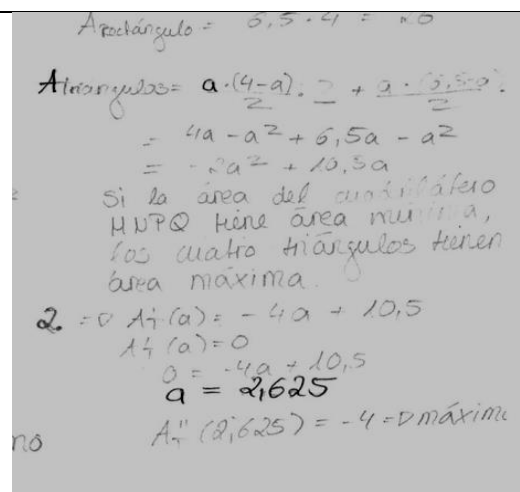 Arectángulo = 6,5 · 4 = 26
Atriángulos = a·(4-a)/2 · 2 + a·(6,5-a)/2 ·
= 4a - a² + 6,5a - a²
= -2a² + 10,5a
Si la área del cuadrilátero
MNPQ tiene área mínima,
los cuatro triángulos tienen
área máxima.
2. => A'T(a) = -4a + 10,5
A'T(a) = 0
0 = -4a + 10,5
a = 2,625
A''T(2,625) = -4 => máximo
mo